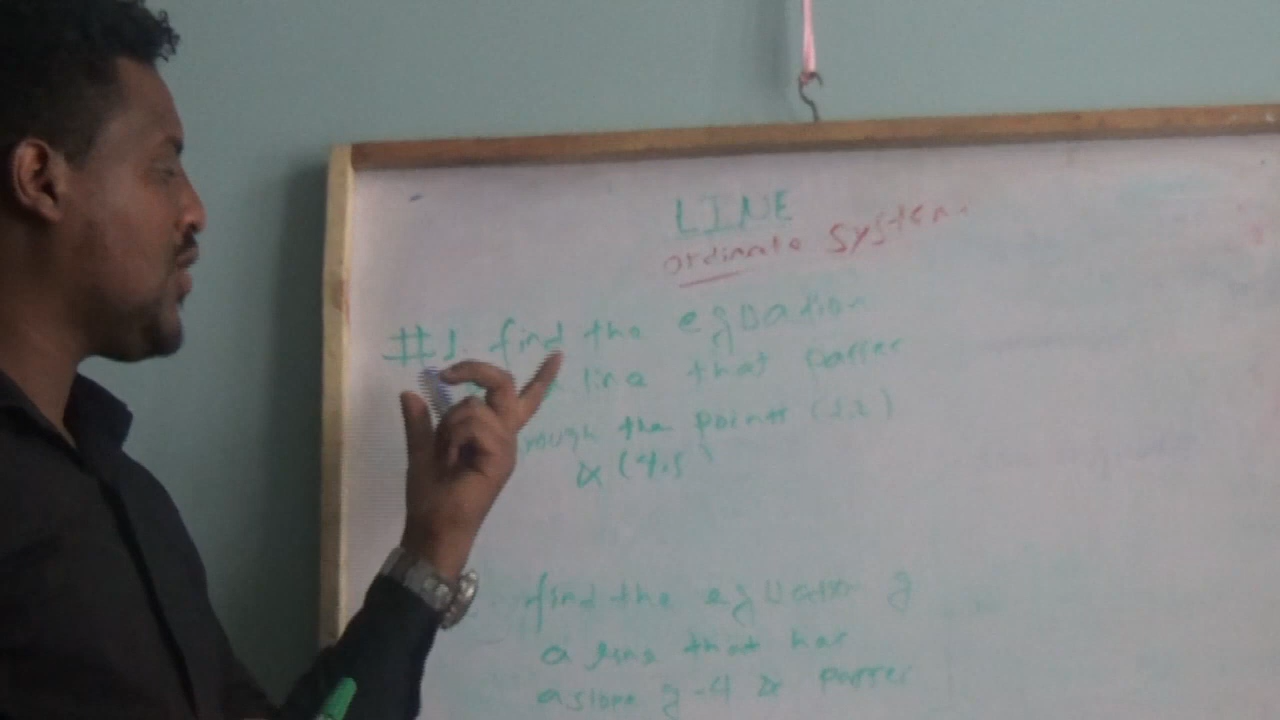 LINE
ordinate system
#1. find the equation
line that passes
rough the points (1,2)
& (4,5)
find the equation of
a line that has
a slope of -4 & passes